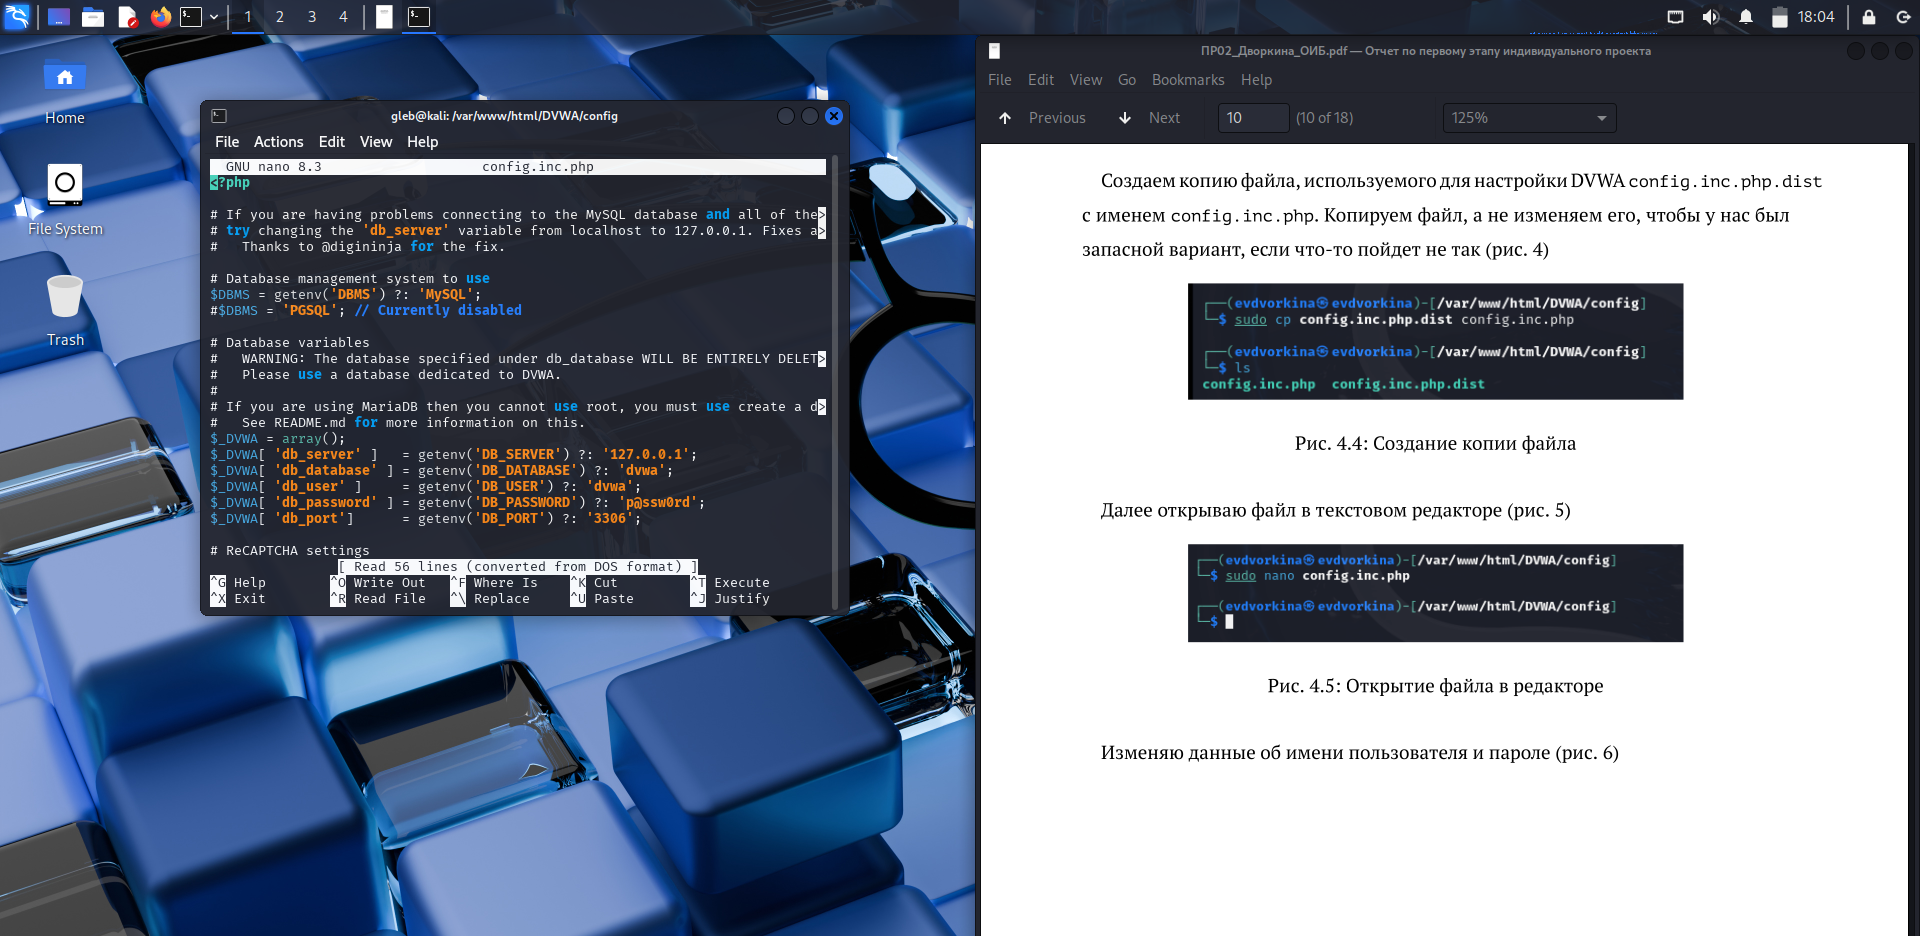 1 2 3 4
18:04
Home
File System
Trash
gleb@kali: /var/www/html/DVWA/config
File Actions Edit View Help
GNU nano 8.3 config.inc.php
<?php
# If you are having problems connecting to the MySQL database and all of the>
# try changing the 'db_server' variable from localhost to 127.0.0.1. Fixes a>
#   Thanks to @digininja for the fix.
# Database management system to use
$DBMS = getenv('DBMS') ?: 'MySQL';
#$DBMS = 'PGSQL'; // Currently disabled
# Database variables
#   WARNING: The database specified under db_database WILL BE ENTIRELY DELET>
#   Please use a database dedicated to DVWA.
#
# If you are using MariaDB then you cannot use root, you must use create a d>
#   See README.md for more information on this.
$_DVWA = array();
$_DVWA[ 'db_server' ]   = getenv('DB_SERVER') ?: '127.0.0.1';
$_DVWA[ 'db_database' ] = getenv('DB_DATABASE') ?: 'dvwa';
$_DVWA[ 'db_user' ]     = getenv('DB_USER') ?: 'dvwa';
$_DVWA[ 'db_password' ] = getenv('DB_PASSWORD') ?: 'p@ssw0rd';
$_DVWA[ 'db_port']      = getenv('DB_PORT') ?: '3306';
# ReCAPTCHA settings
[ Read 56 lines (converted from DOS format) ]
^G Help ^O Write Out ^F Where Is ^K Cut ^T Execute
^X Exit ^R Read File ^\ Replace ^U Paste ^J Justify
ПР02_Дворкина_ОИБ.pdf — Отчет по первому этапу индивидуального проекта
File Edit View Go Bookmarks Help
Previous Next 10 (10 of 18) 125%
Создаем копию файла, используемого для настройки DVWA config.inc.php.dist
с именем config.inc.php. Копируем файл, а не изменяем его, чтобы у нас был
запасной вариант, если что-то пойдет не так (рис. 4)
┌──(evdvorkina㉿evdvorkina)-[/var/www/html/DVWA/config]
└─$ sudo cp config.inc.php.dist config.inc.php
┌──(evdvorkina㉿evdvorkina)-[/var/www/html/DVWA/config]
└─$ ls
config.inc.php  config.inc.php.dist
Рис. 4.4: Создание копии файла
Далее открываю файл в текстовом редакторе (рис. 5)
┌──(evdvorkina㉿evdvorkina)-[/var/www/html/DVWA/config]
└─$ sudo nano config.inc.php
┌──(evdvorkina㉿evdvorkina)-[/var/www/html/DVWA/config]
└─$
Рис. 4.5: Открытие файла в редакторе
Изменяю данные об имени пользователя и пароле (рис. 6)